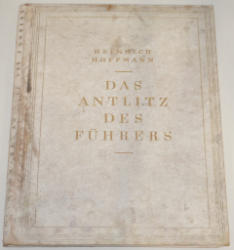 HEINRICH
HOFFMANN
DAS
ANTLITZ
DES
FÜHRERS